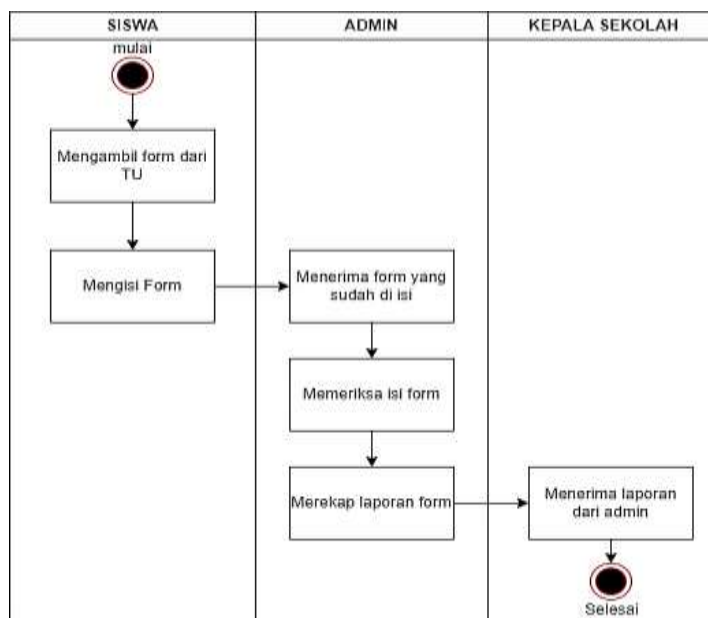 SISWA
ADMIN
KEPALA SEKOLAH
mulai
Mengambil form dari
TU
Mengisi Form
Menerima form yang
sudah di isi
Memeriksa isi form
Merekap laporan form
Menerima laporan
dari admin
Selesai